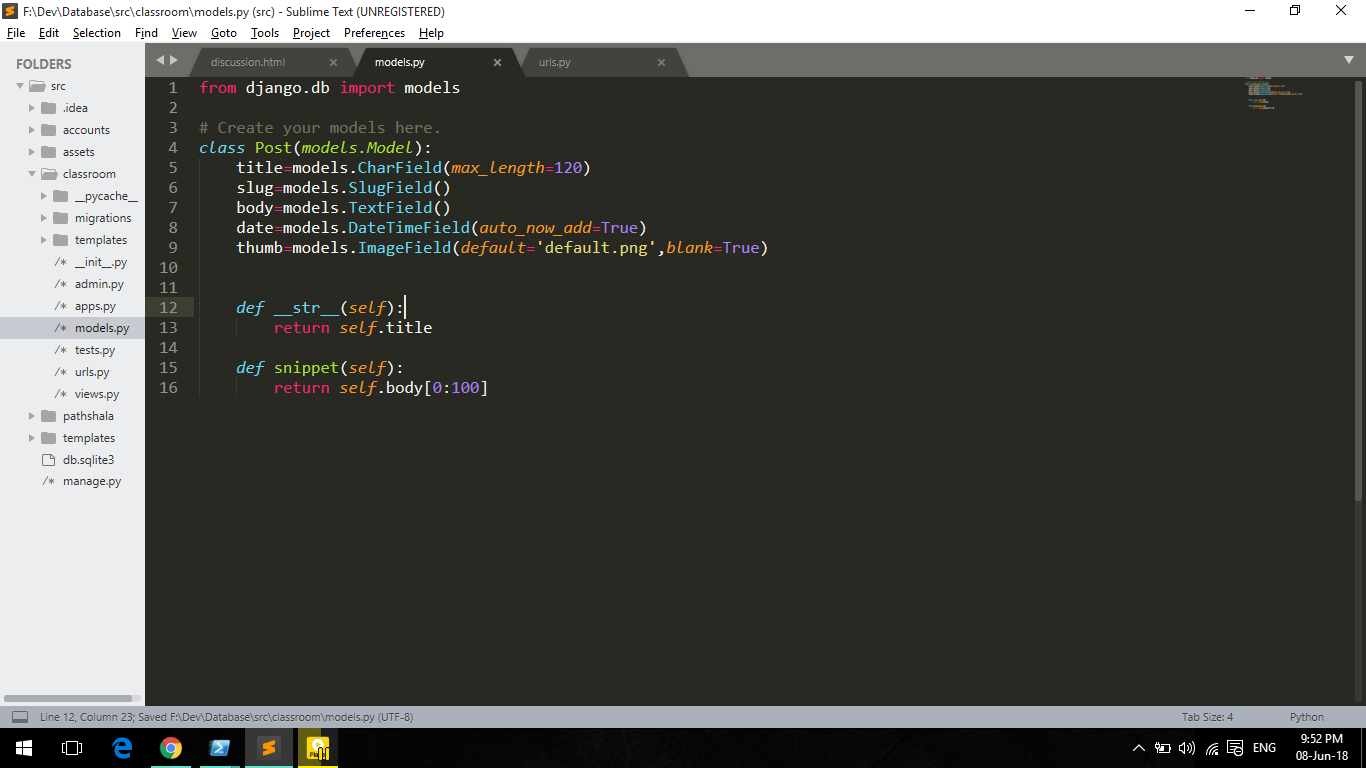 F:\Dev\Database\src\classroom\models.py (src) - Sublime Text (UNREGISTERED)
File Edit Selection Find View Goto Tools Project Preferences Help
FOLDERS
src
.idea
accounts
assets
classroom
__pycache__
migrations
templates
/* __init__.py
/* admin.py
/* apps.py
/* models.py
/* tests.py
/* urls.py
/* views.py
pathshala
templates
db.sqlite3
/* manage.py
discussion.html × models.py × urls.py ×
1 from django.db import models
2
3 # Create your models here.
4 class Post(models.Model):
5     title=models.CharField(max_length=120)
6     slug=models.SlugField()
7     body=models.TextField()
8     date=models.DateTimeField(auto_now_add=True)
9     thumb=models.ImageField(default='default.png',blank=True)
10
11
12     def __str__(self):
13         return self.title
14
15     def snippet(self):
16         return self.body[0:100]
Line 12, Column 23; Saved F:\Dev\Database\src\classroom\models.py (UTF-8) Tab Size: 4 Python
ENG
9:52 PM
08-Jun-18